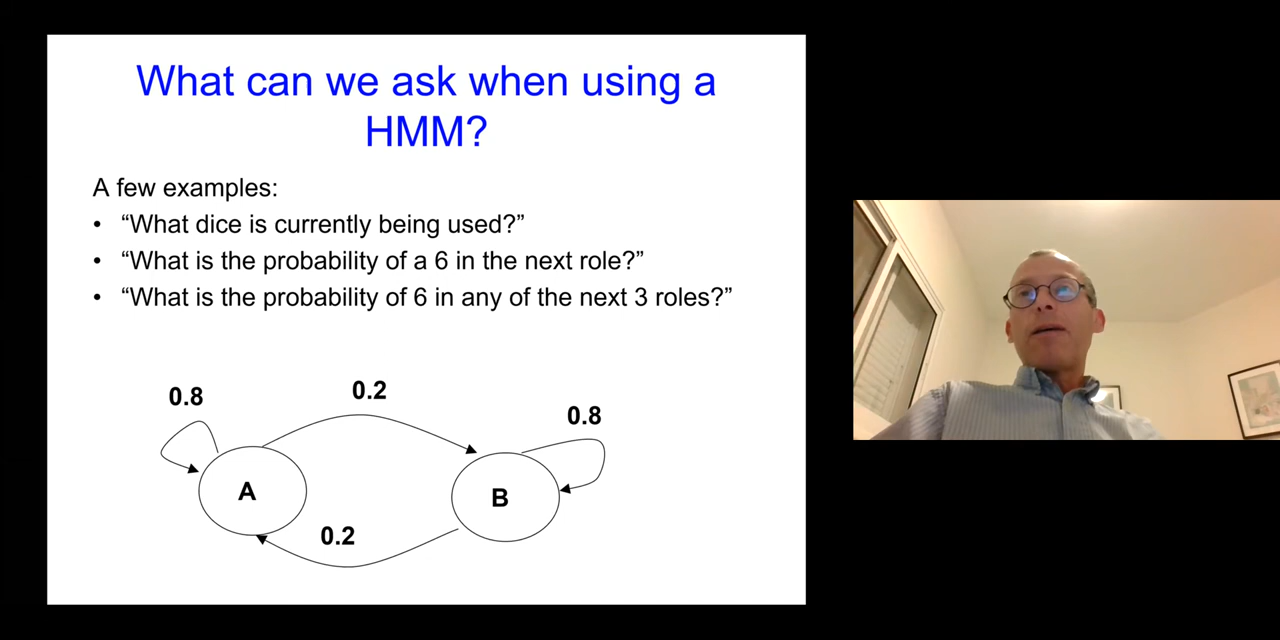 What can we ask when using a
HMM?
A few examples:
• “What dice is currently being used?”
• “What is the probability of a 6 in the next role?”
• “What is the probability of 6 in any of the next 3 roles?”
0.8
0.2
0.8
A
B
0.2